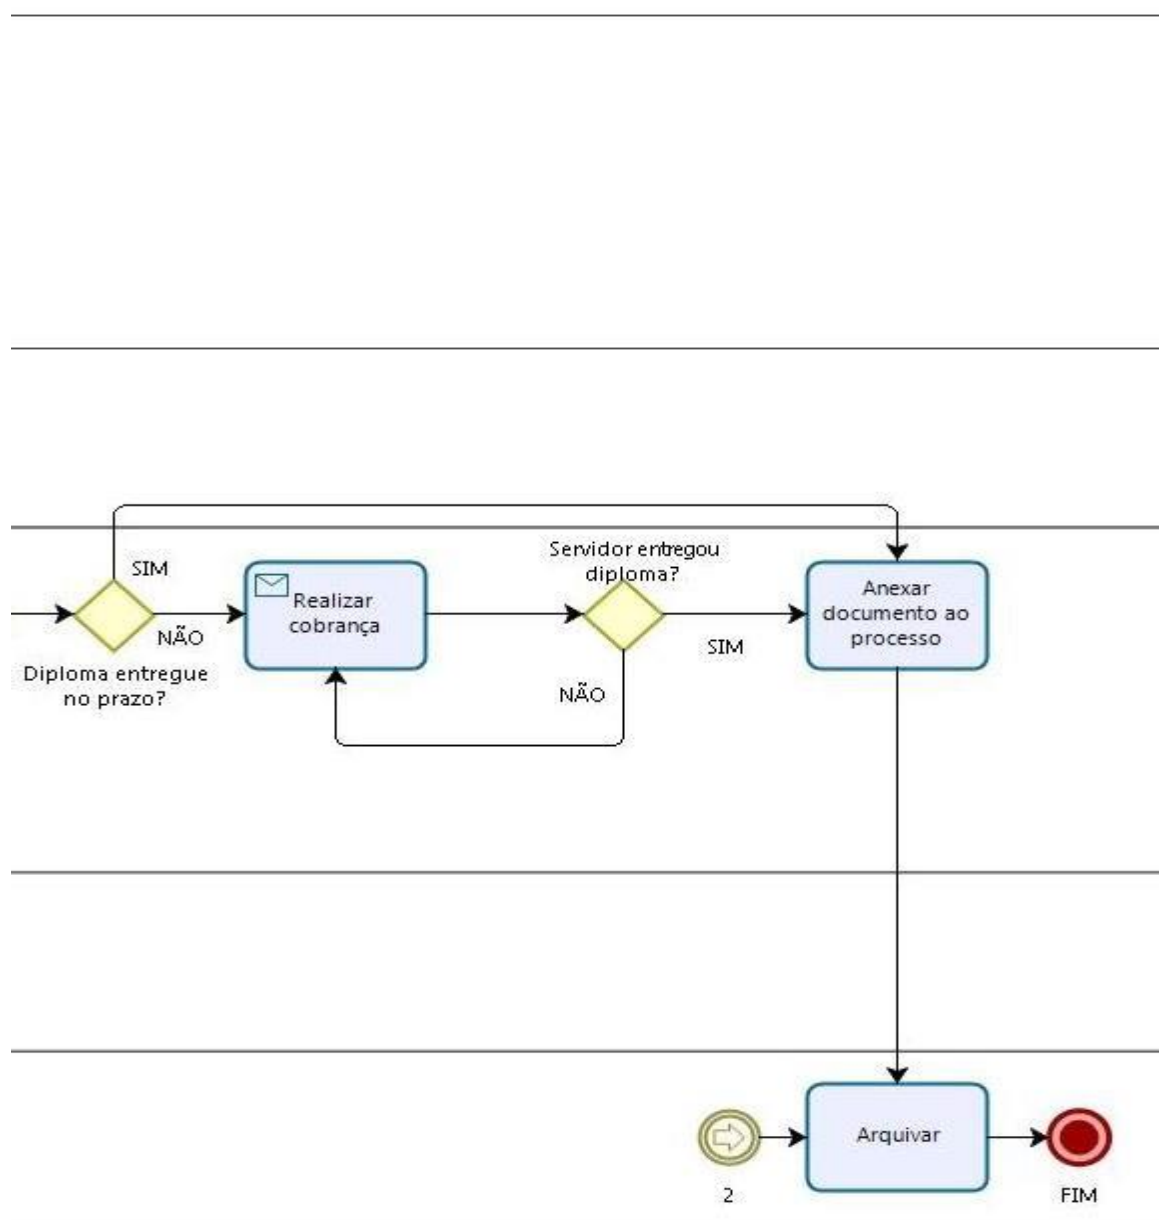 SIM
NÃO
Diploma entregue
no prazo?
Realizar
cobrança
Servidor entregou
diploma?
SIM
NÃO
Anexar
documento ao
processo
2
Arquivar
FIM